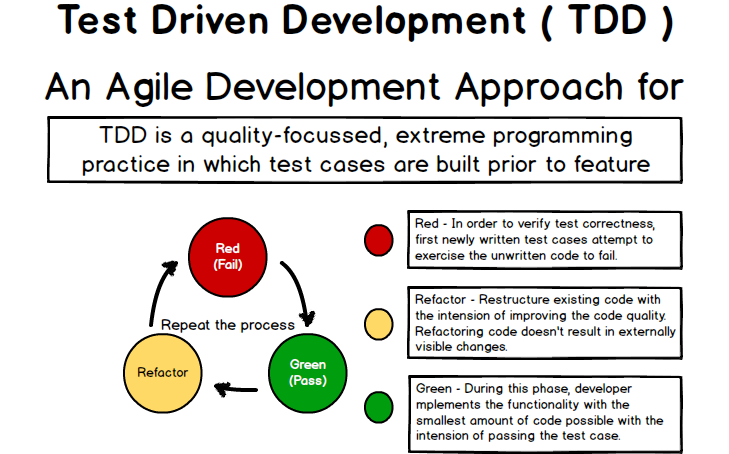 Test Driven Development ( TDD )
An Agile Development Approach for
TDD is a quality-focussed, extreme programming
practice in which test cases are built prior to feature
Red
(Fail)
Repeat the process
Refactor
Green
(Pass)
Red - In order to verify test correctness,
first newly written test cases attempt to
exercise the unwritten code to fail.
Refactor - Restructure existing code with
the intension of improving the code quality.
Refactoring code doesn't result in externally
visible changes.
Green - During this phase, developer
mplements the functionality with the
smallest amount of code possible with the
intension of passing the test case.